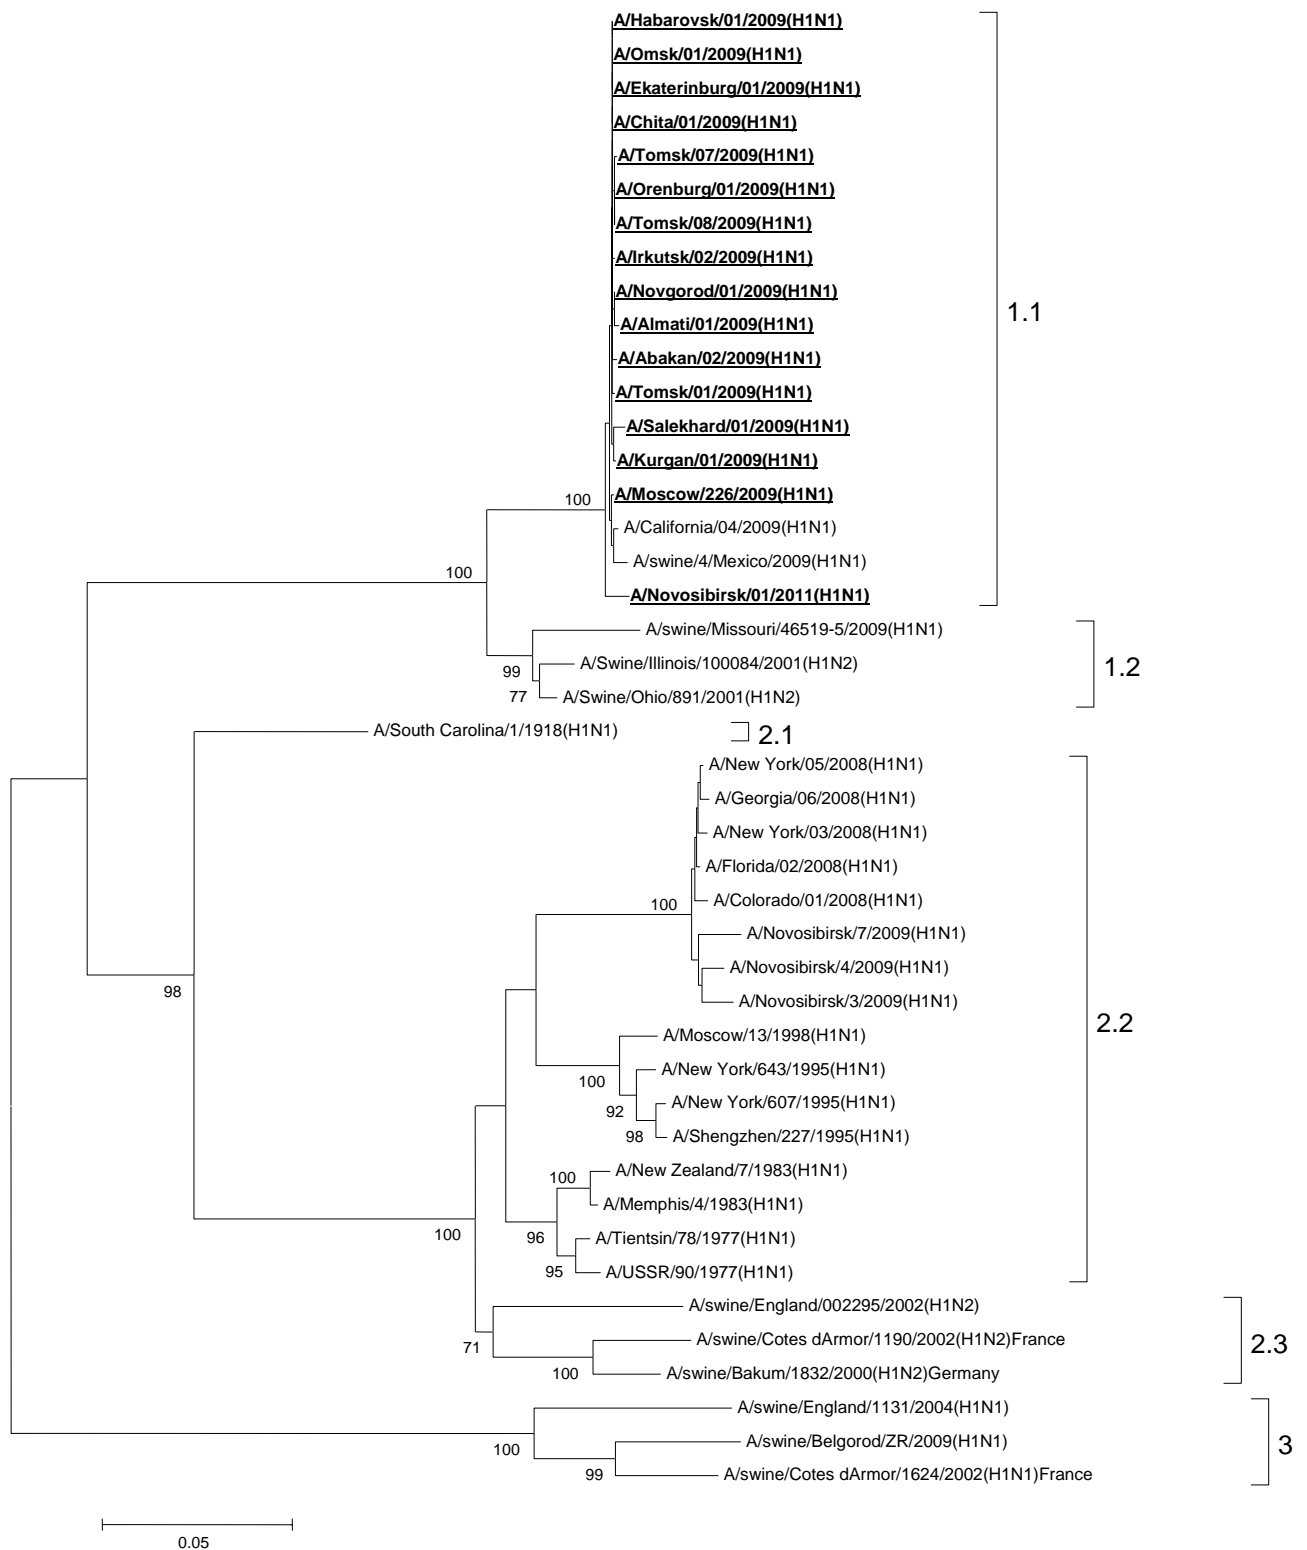 A/Habarovsk/01/2009(H1N1)
A/Omsk/01/2009(H1N1)
A/Ekaterinburg/01/2009(H1N1)
A/Chita/01/2009(H1N1)
A/Tomsk/07/2009(H1N1)
A/Orenburg/01/2009(H1N1)
A/Tomsk/08/2009(H1N1)
A/Irkutsk/02/2009(H1N1)
A/Novgorod/01/2009(H1N1)
1.1
A/Almati/01/2009(H1N1)
A/Abakan/02/2009(H1N1)
A/Tomsk/01/2009(H1N1)
A/Salekhard/01/2009(H1N1)
A/Kurgan/01/2009(H1N1)
A/Moscow/226/2009(H1N1)
100
A/California/04/2009(H1N1)
A/swine/4/Mexico/2009(H1N1)
100
A/Novosibirsk/01/2011(H1N1)
A/swine/Missouri/46519-5/2009(H1N1)
A/Swine/Illinois/100084/2001(H1N2)
1.2
99
77
A/Swine/Ohio/891/2001(H1N2)
A/South Carolina/1/1918(H1N1)
2.1
A/New York/05/2008(H1N1)
A/Georgia/06/2008(H1N1)
A/New York/03/2008(H1N1)
A/Florida/02/2008(H1N1)
A/Colorado/01/2008(H1N1)
100
A/Novosibirsk/7/2009(H1N1)
A/Novosibirsk/4/2009(H1N1)
98
A/Novosibirsk/3/2009(H1N1)
2.2
A/Moscow/13/1998(H1N1)
A/New York/643/1995(H1N1)
100
A/New York/607/1995(H1N1)
92
A/Shengzhen/227/1995(H1N1)
98
A/New Zealand/7/1983(H1N1)
100
A/Memphis/4/1983(H1N1)
100
96
A/Tientsin/78/1977(H1N1)
95
A/USSR/90/1977(H1N1)
A/swine/England/002295/2002(H1N2)
A/swine/Cotes dArmor/1190/2002(H1N2)France
2.3
71
100
A/swine/Bakum/1832/2000(H1N2)Germany
A/swine/England/1131/2004(H1N1)
A/swine/Belgorod/ZR/2009(H1N1)
3
100
99
A/swine/Cotes dArmor/1624/2002(H1N1)France
0.05